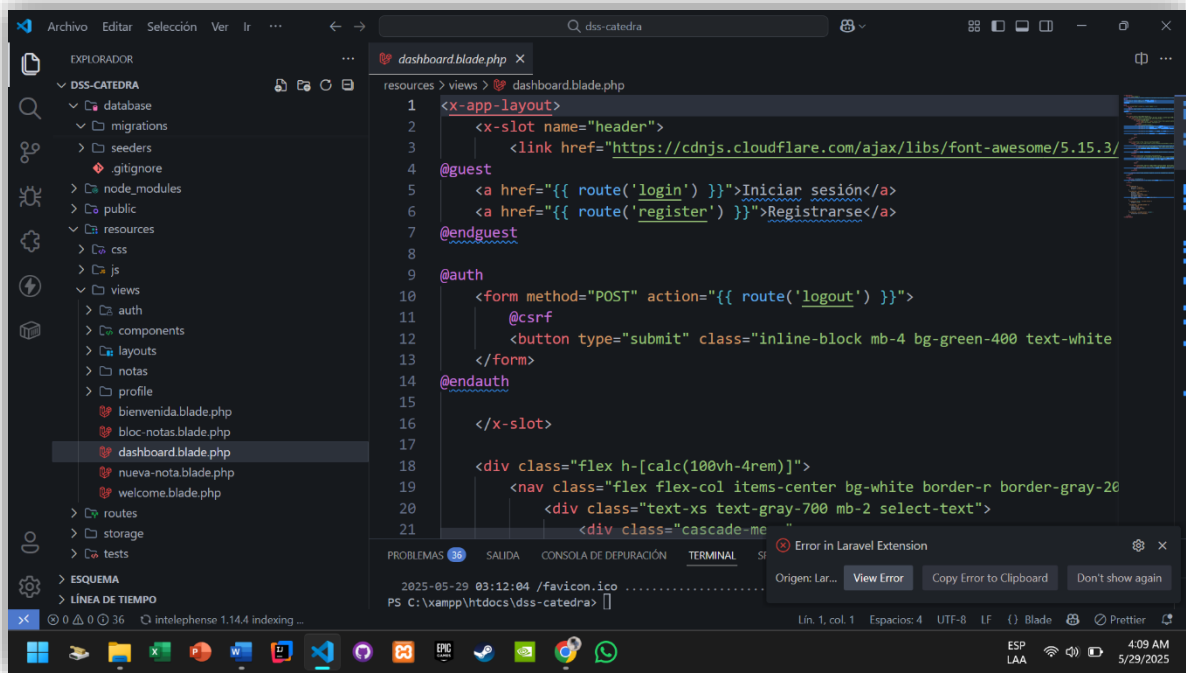 Archivo Editar Selección Ver Ir ... dss-catedra
EXPLORADOR
DSS-CATEDRA
database
migrations
seeders
.gitignore
node_modules
public
resources
css
js
views
auth
components
layouts
notas
profile
bienvenida.blade.php
bloc-notas.blade.php
dashboard.blade.php
nueva-nota.blade.php
welcome.blade.php
routes
storage
tests
ESQUEMA
LÍNEA DE TIEMPO
dashboard.blade.php
resources > views > dashboard.blade.php
1 <x-app-layout>
2 <x-slot name="header">
3 <link href="https://cdnjs.cloudflare.com/ajax/libs/font-awesome/5.15.3/
4 @guest
5 <a href="{{ route('login') }}">Iniciar sesión</a>
6 <a href="{{ route('register') }}">Registrarse</a>
7 @endguest
8
9 @auth
10 <form method="POST" action="{{ route('logout') }}">
11 @csrf
12 <button type="submit" class="inline-block mb-4 bg-green-400 text-white
13 </form>
14 @endauth
15
16 </x-slot>
17
18 <div class="flex h-[calc(100vh-4rem)]">
19 <nav class="flex flex-col items-center bg-white border-r border-gray-20
20 <div class="text-xs text-gray-700 mb-2 select-text">
21 <div class="cascade-me
PROBLEMAS 36 SALIDA CONSOLA DE DEPURACIÓN TERMINAL
2025-05-29 03:12:04 /favicon.ico ....................
PS C:\xampp\htdocs\dss-catedra>
Error in Laravel Extension
Origen: Lar... View Error Copy Error to Clipboard Don't show again
0 0 36 intelephense 1.14.4 indexing ... Lín. 1, col. 1 Espacios: 4 UTF-8 LF {} Blade Prettier
EPIC GAMES
ESP
LAA
4:09 AM
5/29/2025